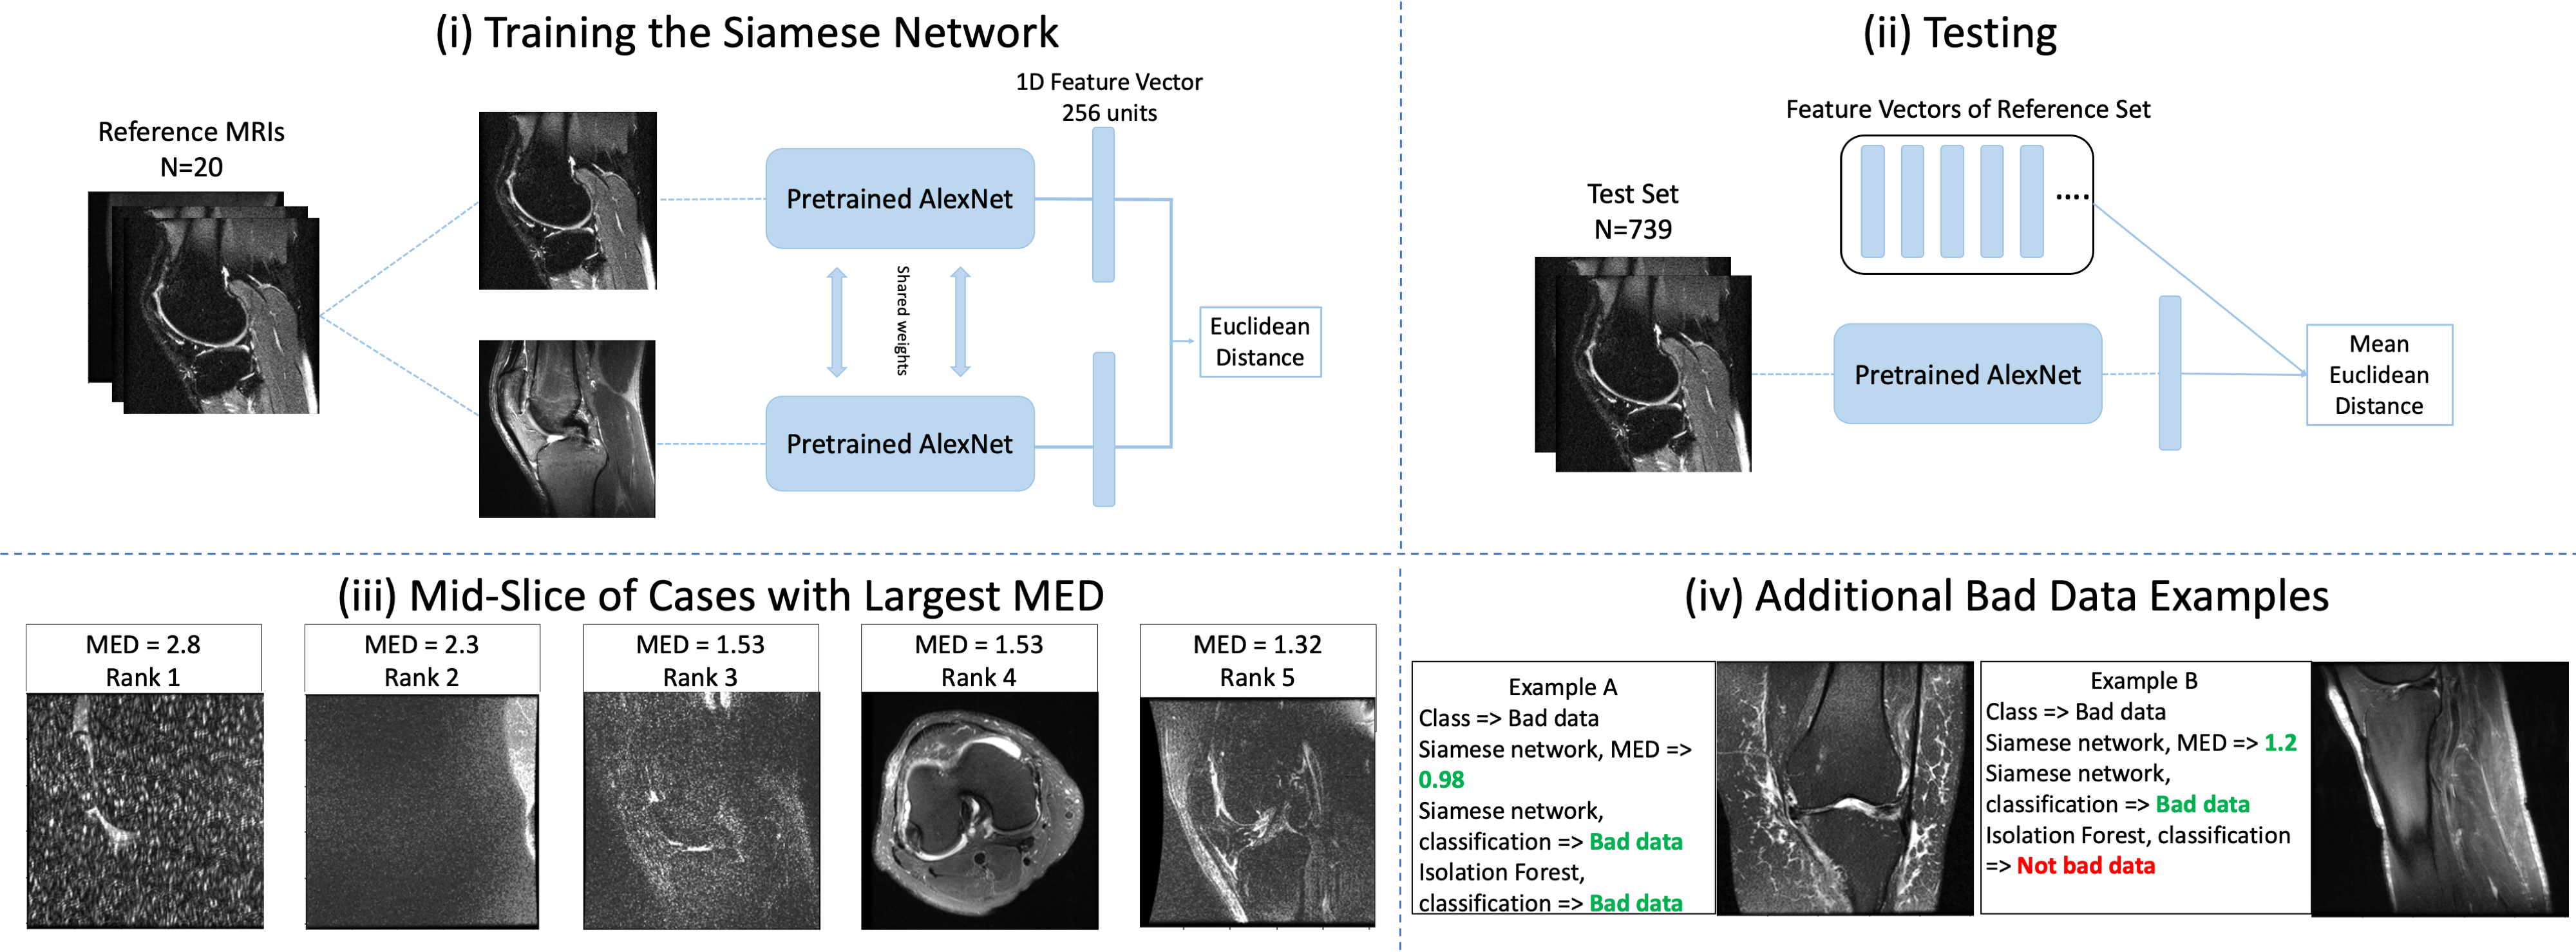 (i) Training the Siamese Network
1D Feature Vector
256 units
Reference MRIs
N=20
Pretrained AlexNet
Shared weights
Euclidean
Distance
Pretrained AlexNet
(ii) Testing
Feature Vectors of Reference Set
....
Test Set
N=739
Pretrained AlexNet
Mean
Euclidean
Distance
(iii) Mid-Slice of Cases with Largest MED
MED = 2.8
Rank 1
MED = 2.3
Rank 2
MED = 1.53
Rank 3
MED = 1.53
Rank 4
MED = 1.32
Rank 5
(iv) Additional Bad Data Examples
Example A
Class => Bad data
Siamese network, MED =>
0.98
Siamese network,
classification => Bad data
Isolation Forest,
classification => Bad data
Example B
Class => Bad data
Siamese network, MED => 1.2
Siamese network,
classification => Bad data
Isolation Forest, classification
=> Not bad data